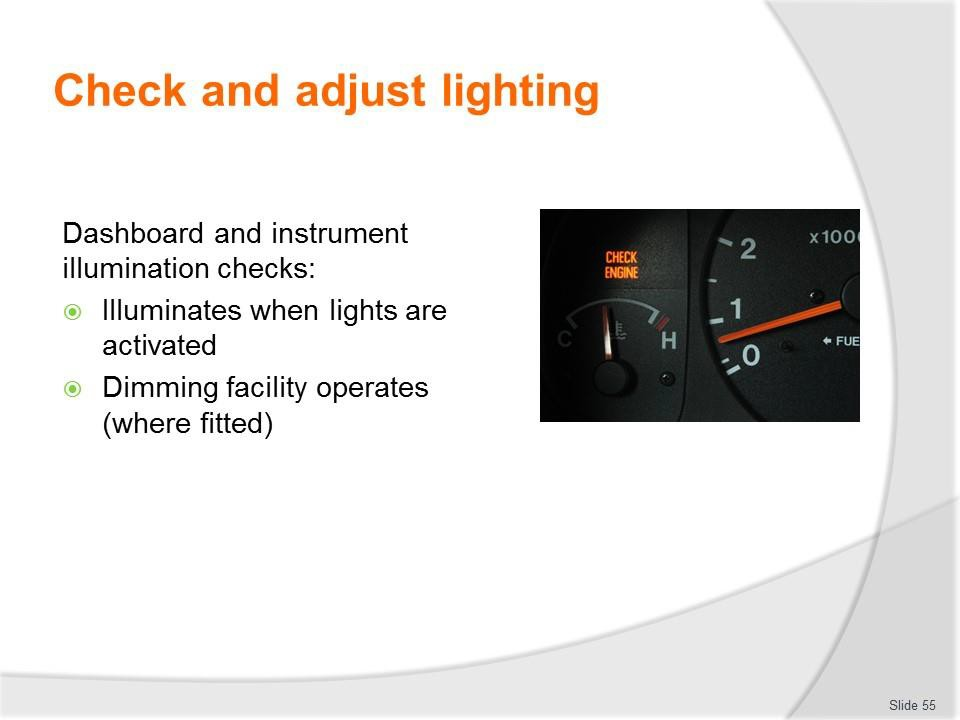 Check and adjust lighting
Dashboard and instrument
illumination checks:
Illuminates when lights are
activated
Dimming facility operates
(where fitted)
CHECK
ENGINE
C
H
2
1
0
x100
FUE
Slide 55